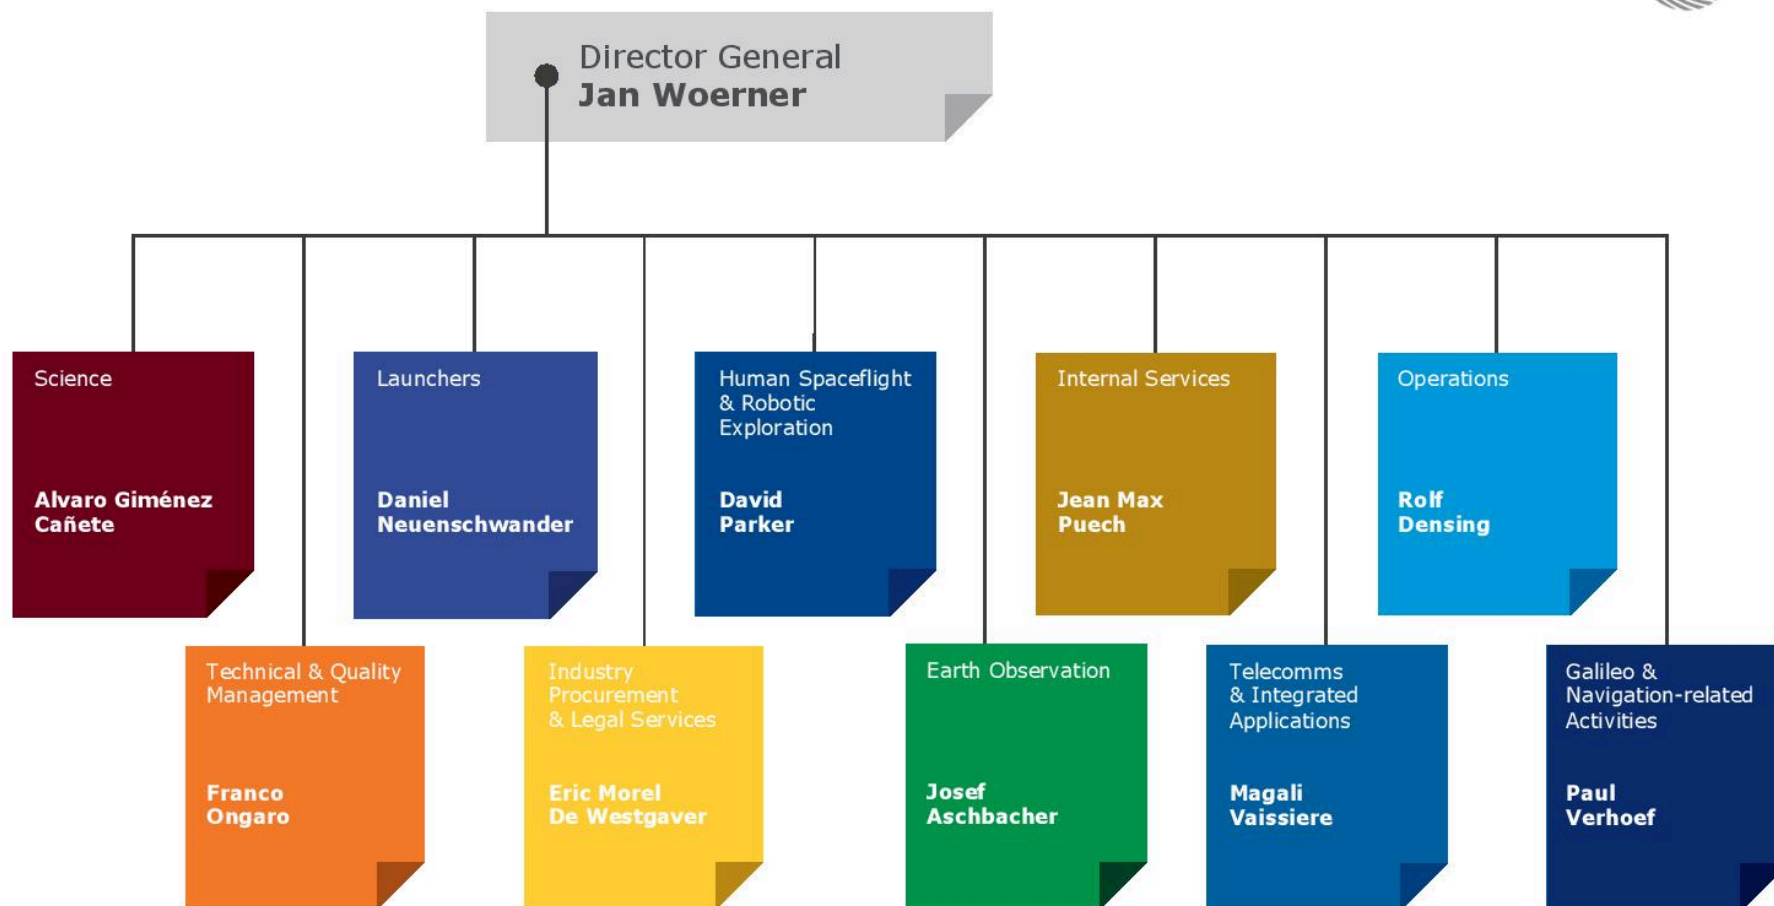 Director General
Jan Woerner
Science
Alvaro Giménez
Cañete
Launchers
Daniel
Neuenschwander
Human Spaceflight
& Robotic
Exploration
David
Parker
Internal Services
Jean Max
Puech
Operations
Rolf
Densing
Technical & Quality
Management
Franco
Ongaro
Industry
Procurement
& Legal Services
Eric Morel
De Westgaver
Earth Observation
Josef
Aschbacher
Telecomms
& Integrated
Applications
Magali
Vaissiere
Galileo &
Navigation-related
Activities
Paul
Verhoef